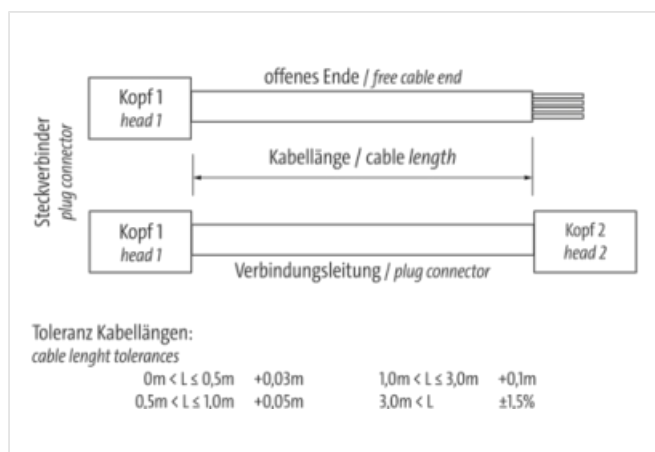 offenes Ende / free cable end
Kopf 1
head 1
Steckverbinder
plug connector
Kabellänge / cable length
Kopf 1
head 1
Kopf 2
head 2
Verbindungsleitung / plug connector
Toleranz Kabellängen:
cable lenght tolerances
0m < L ≤ 0,5m +0,03m 1,0m < L ≤ 3,0m +0,1m
0,5m < L ≤ 1,0m +0,05m 3,0m < L ±1,5%